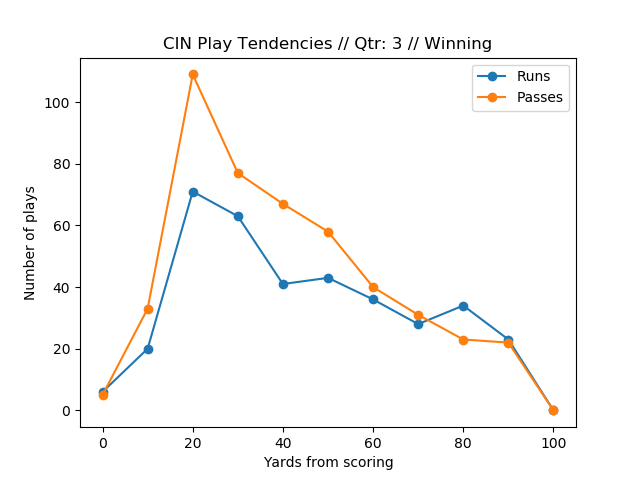 CIN Play Tendencies // Qtr: 3 // Winning
Runs
Passes
Number of plays
100
80
60
40
20
0
0 20 40 60 80 100
Yards from scoring